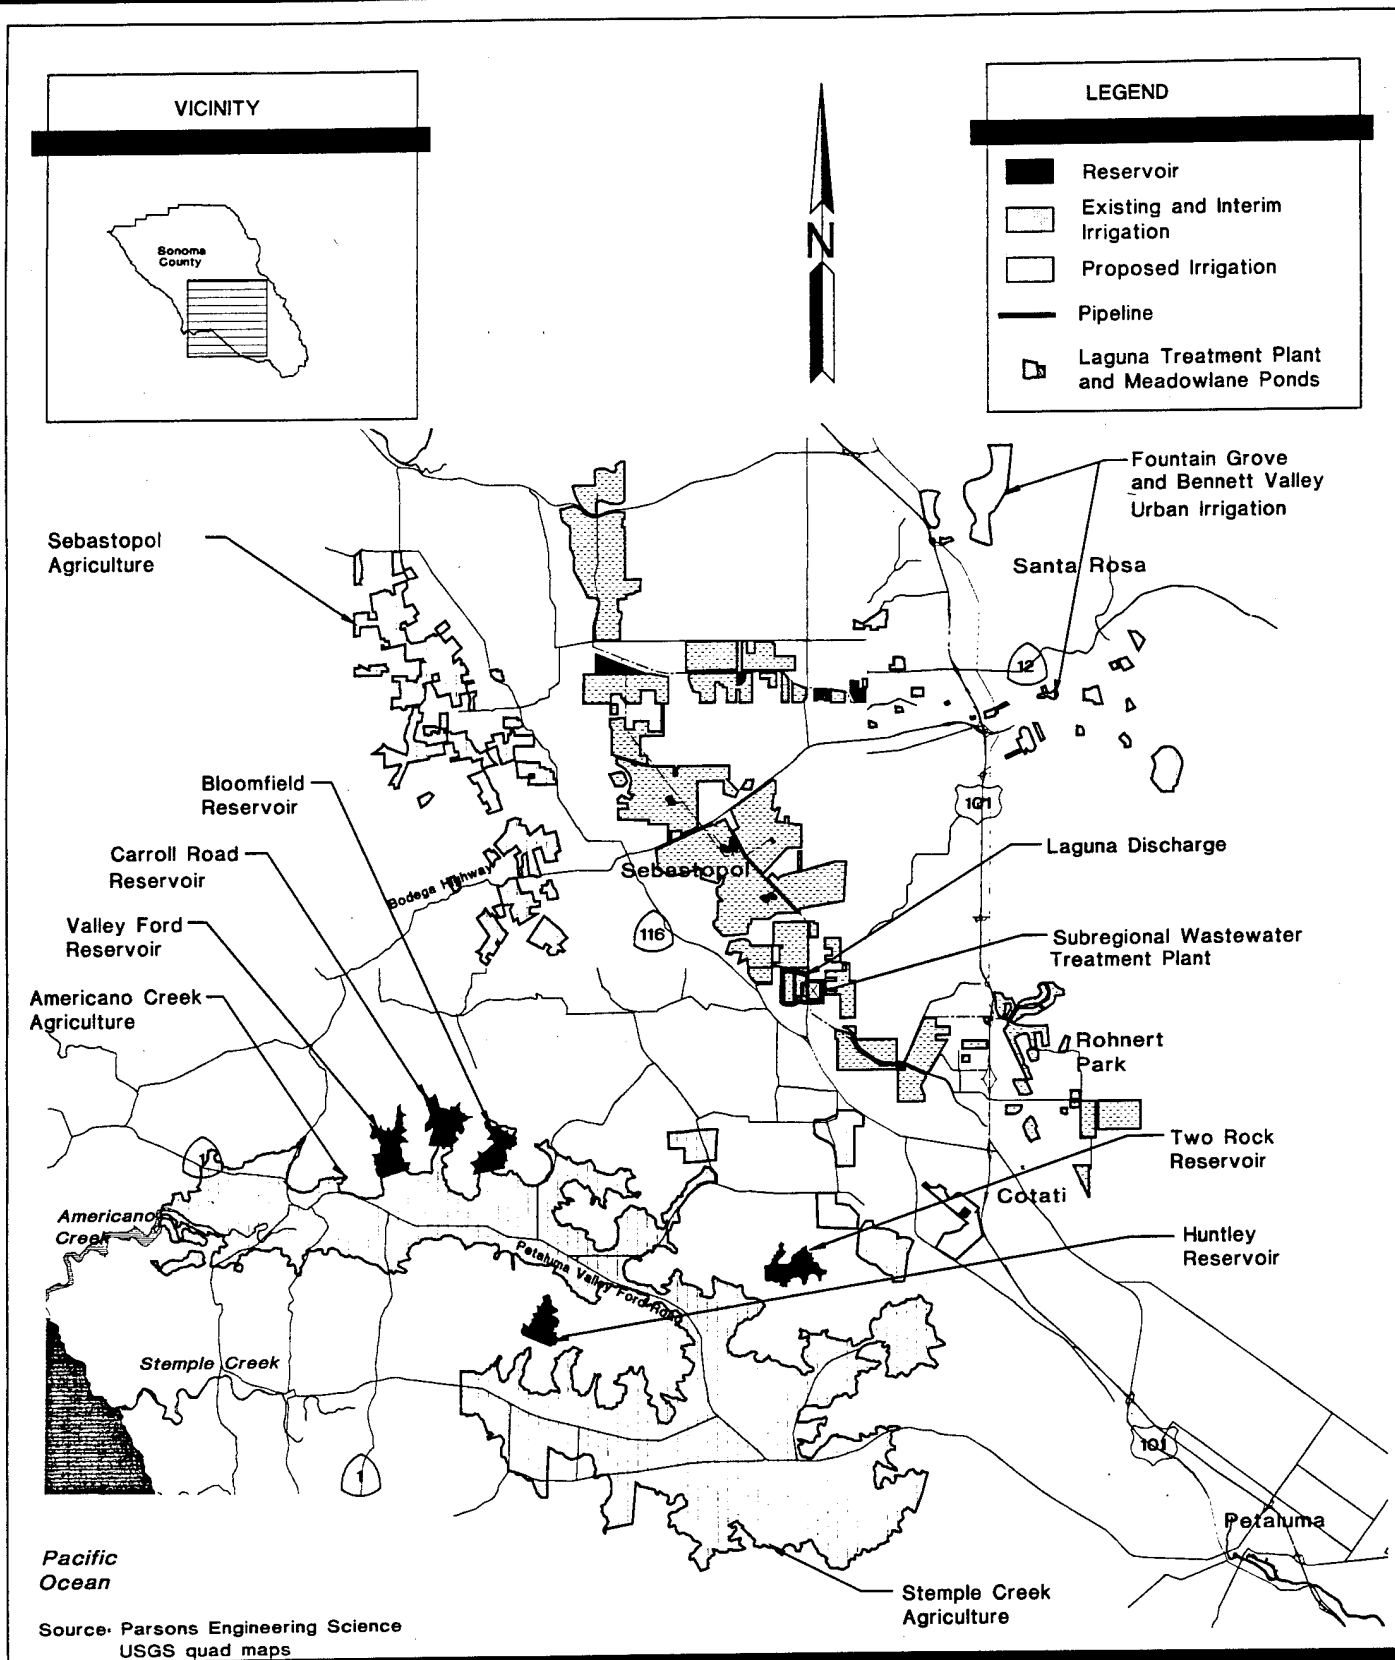 VICINITY
Sonoma
County
N
LEGEND
Reservoir
Existing and Interim
Irrigation
Proposed Irrigation
Pipeline
Laguna Treatment Plant
and Meadowlane Ponds
Fountain Grove
and Bennett Valley
Urban Irrigation
Santa Rosa
Sebastopol
Agriculture
12
Bloomfield
Reservoir
101
Carroll Road
Reservoir
Laguna Discharge
Sebastopol
Bodega Highway
Valley Ford
Reservoir
116
Subregional Wastewater
Treatment Plant
Americano Creek
Agriculture
Rohnert
Park
1
Two Rock
Reservoir
Cotati
Americano
Creek
Huntley
Reservoir
Petaluma Valley Ford Road
Stemple Creek
1
101
Petaluma
Pacific
Ocean
Stemple Creek
Agriculture
Source: Parsons Engineering Science
USGS quad maps